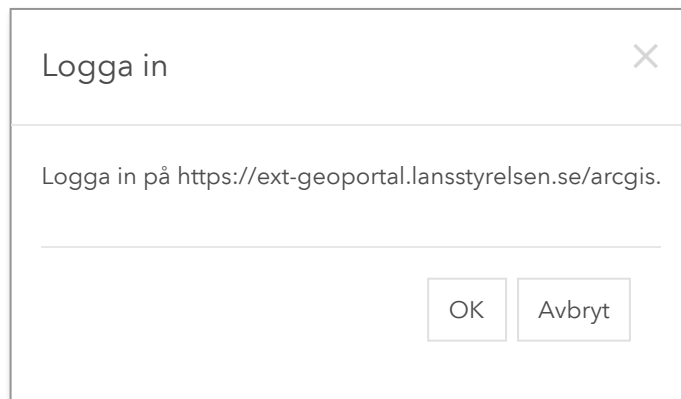 Logga in
Logga in på https://ext-geoportal.lansstyrelsen.se/arcgis.
OK Avbryt